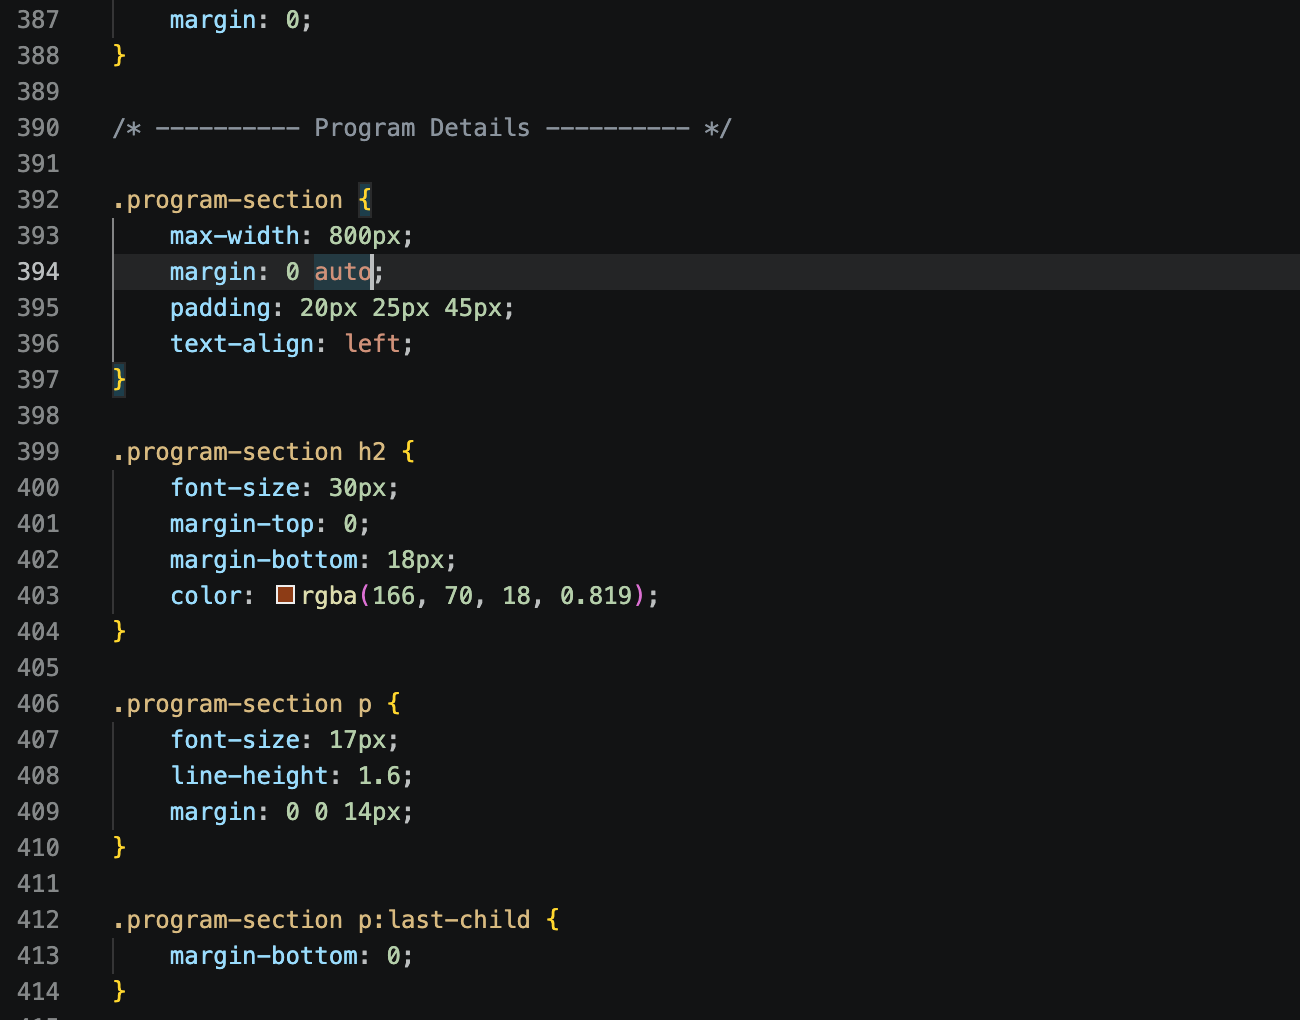 387 margin: 0;
388 }
389
390 /* ---------- Program Details ---------- */
391
392 .program-section {
393 max-width: 800px;
394 margin: 0 auto;
395 padding: 20px 25px 45px;
396 text-align: left;
397 }
398
399 .program-section h2 {
400 font-size: 30px;
401 margin-top: 0;
402 margin-bottom: 18px;
403 color: rgba(166, 70, 18, 0.819);
404 }
405
406 .program-section p {
407 font-size: 17px;
408 line-height: 1.6;
409 margin: 0 0 14px;
410 }
411
412 .program-section p:last-child {
413 margin-bottom: 0;
414 }